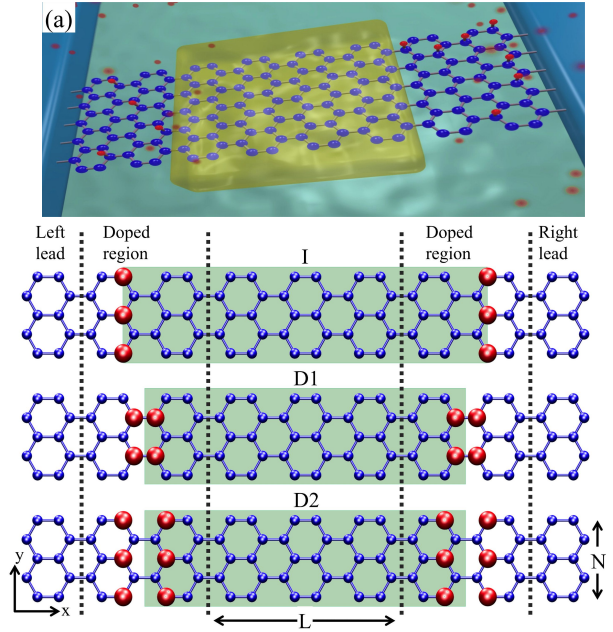 (a)
Left lead
Doped region
I
Doped region
Right lead
D1
D2
y
x
L
N